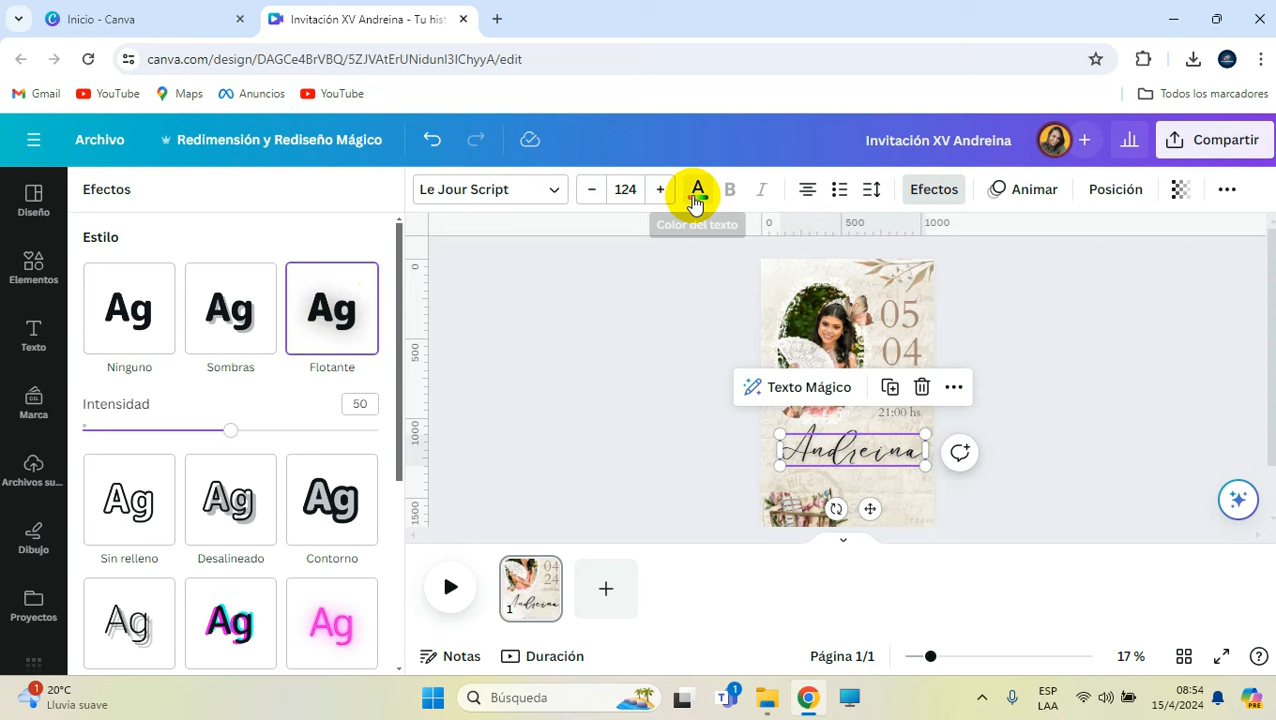 Inicio - Canva
Invitación XV Andreina - Tu hist
canva.com/design/DAGCe4BrVBQ/5ZJVAtErUNidunI3IChyyA/edit
Gmail
YouTube
Maps
Anuncios
YouTube
Todos los marcadores
Archivo
Redimensión y Rediseño Mágico
Invitación XV Andreina
Compartir
Efectos
Le Jour Script
124
A
B
I
Efectos
Animar
Posición
Color del texto
0
500
1000
Diseño
Elementos
Texto
Marca
Archivos su...
Dibujo
Proyectos
Estilo
Ag
Ag
Ag
Ninguno
Sombras
Flotante
Intensidad
50
Ag
Ag
Ag
Sin relleno
Desalineado
Contorno
Ag
Ag
Ag
0
500
1000
1500
05
04
Texto Mágico
21:00 hs
Andreina
04
24
Andreina
1
Notas
Duración
Página 1/1
17 %
20°C
Lluvia suave
Búsqueda
ESP
LAA
08:54
15/4/2024